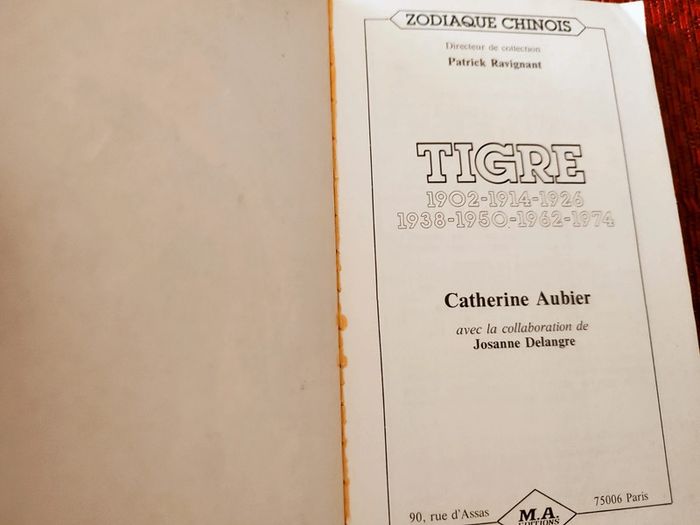 ZODIAQUE CHINOIS
Directeur de collection
Patrick Ravignant
TIGRE
1902-1914-1926
1938-1950-1962-1974
Catherine Aubier
avec la collaboration de
Josanne Delangre
90, rue d'Assas
M.A.
EDITIONS
75006 Paris